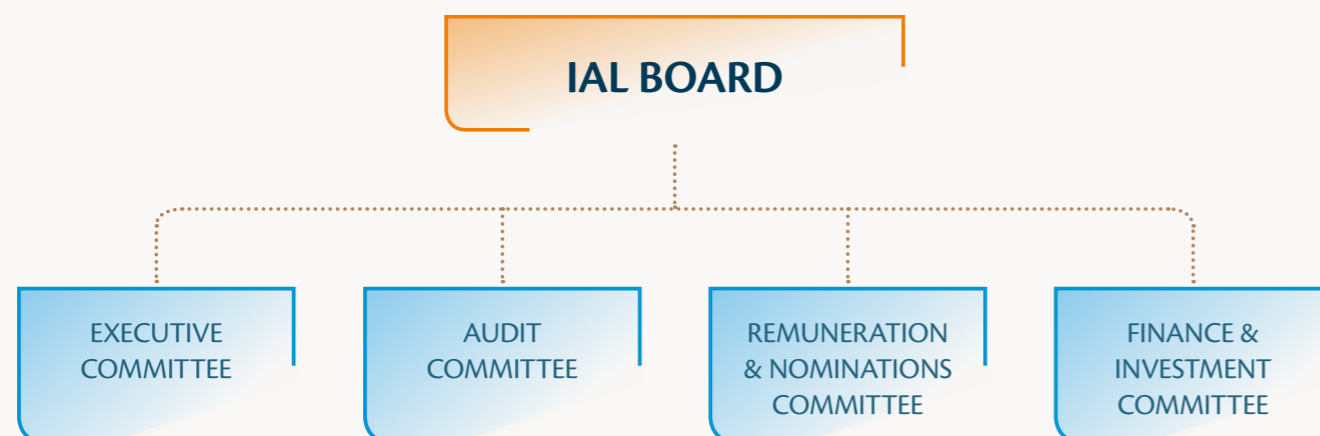 IAL BOARD
EXECUTIVE
COMMITTEE
AUDIT
COMMITTEE
REMUNERATION
& NOMINATIONS
COMMITTEE
FINANCE &
INVESTMENT
COMMITTEE